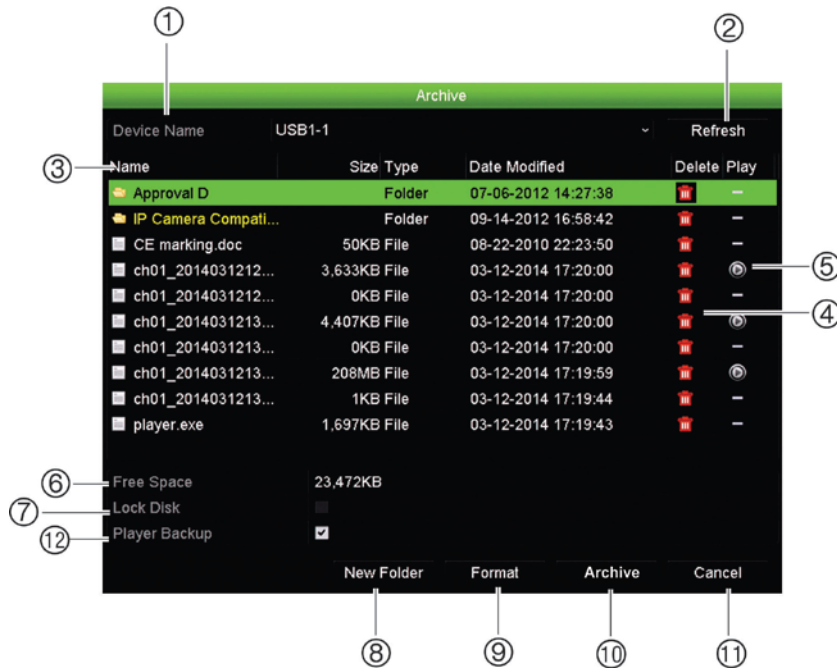 ① ②
Archive
Device Name USB1-1 Refresh
③ Name Size Type Date Modified Delete Play
Approval D Folder 07-06-2012 14:27:38 –
IP Camera Compati... Folder 09-14-2012 16:58:42 –
CE marking.doc 50KB File 08-22-2010 22:23:50 –
ch01_2014031212... 3,633KB File 03-12-2014 17:20:00 ⑤
ch01_2014031212... 0KB File 03-12-2014 17:20:00 –
ch01_2014031213... 4,407KB File 03-12-2014 17:20:00 ④
ch01_2014031213... 0KB File 03-12-2014 17:20:00 –
ch01_2014031213... 208MB File 03-12-2014 17:19:59
ch01_2014031213... 1KB File 03-12-2014 17:19:44 –
player.exe 1,697KB File 03-12-2014 17:19:43 –
⑥ Free Space 23,472KB
⑦ Lock Disk
⑫ Player Backup
New Folder Format Archive Cancel
⑧ ⑨ ⑩ ⑪